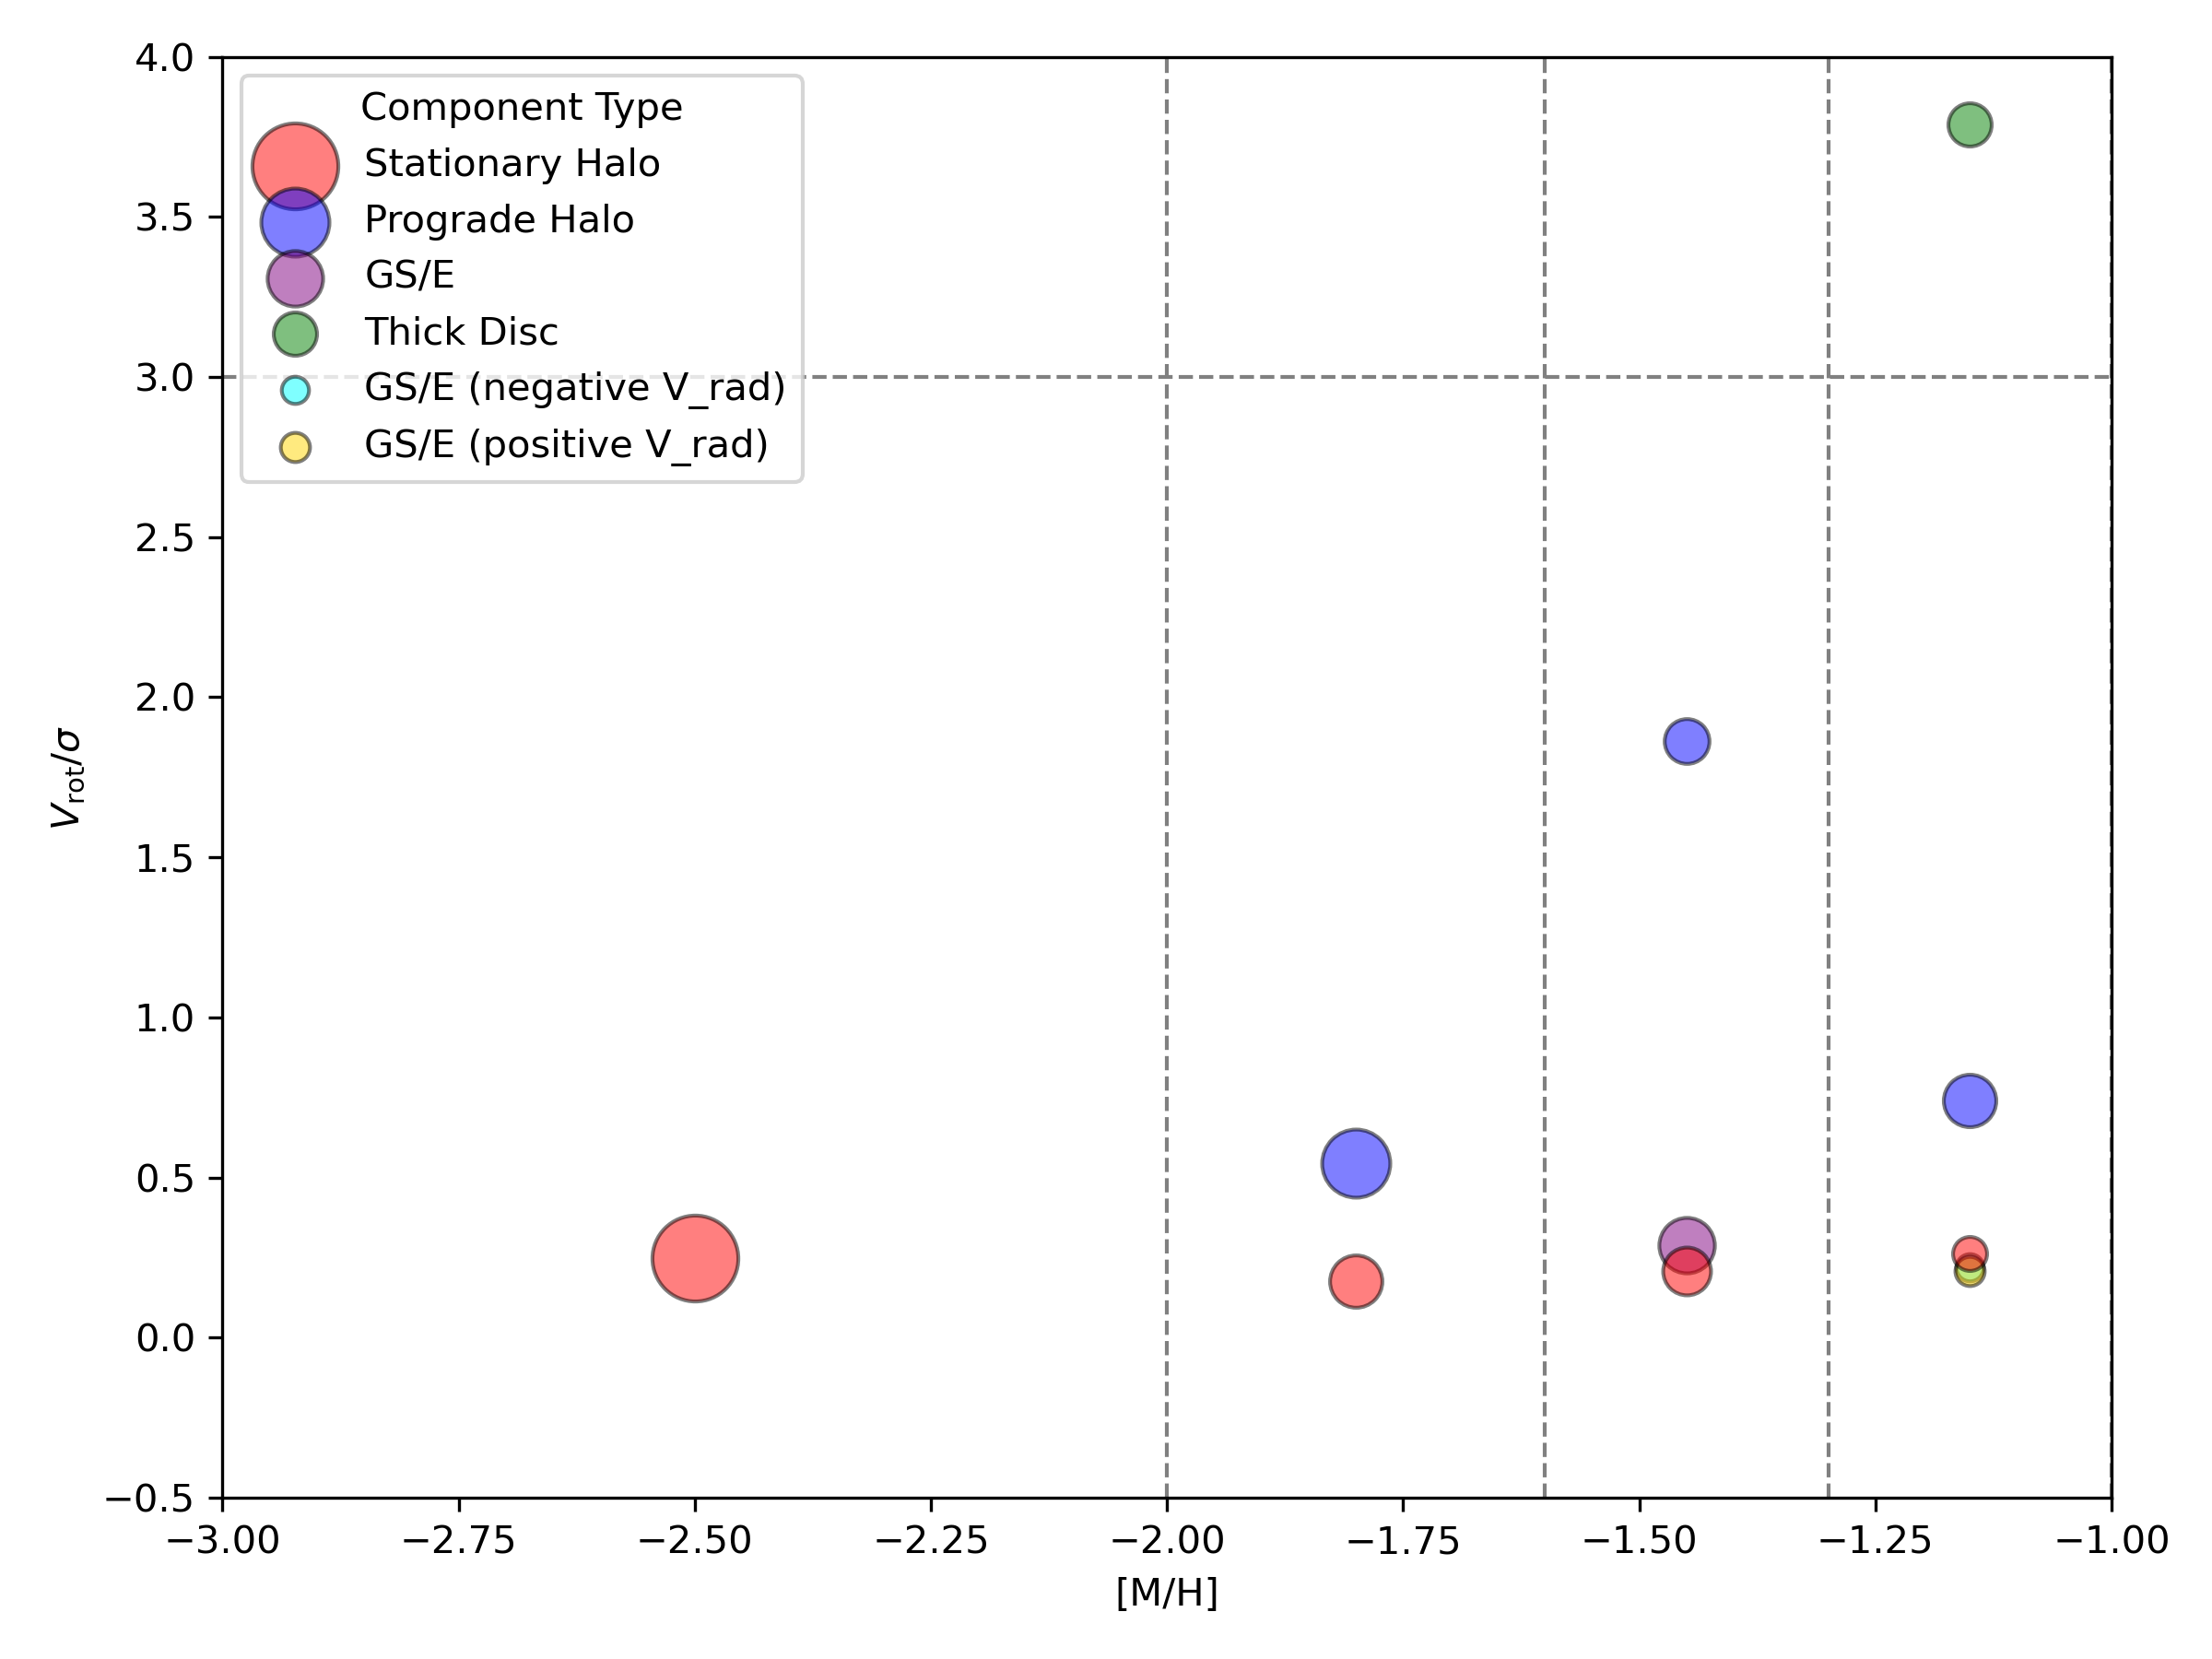 4.0
3.5
3.0
2.5
2.0
1.5
1.0
0.5
0.0
−0.5
V_rot/σ
Component Type
Stationary Halo
Prograde Halo
GS/E
Thick Disc
GS/E (negative V_rad)
GS/E (positive V_rad)
−3.00 −2.75 −2.50 −2.25 −2.00 −1.75 −1.50 −1.25 −1.00
[M/H]